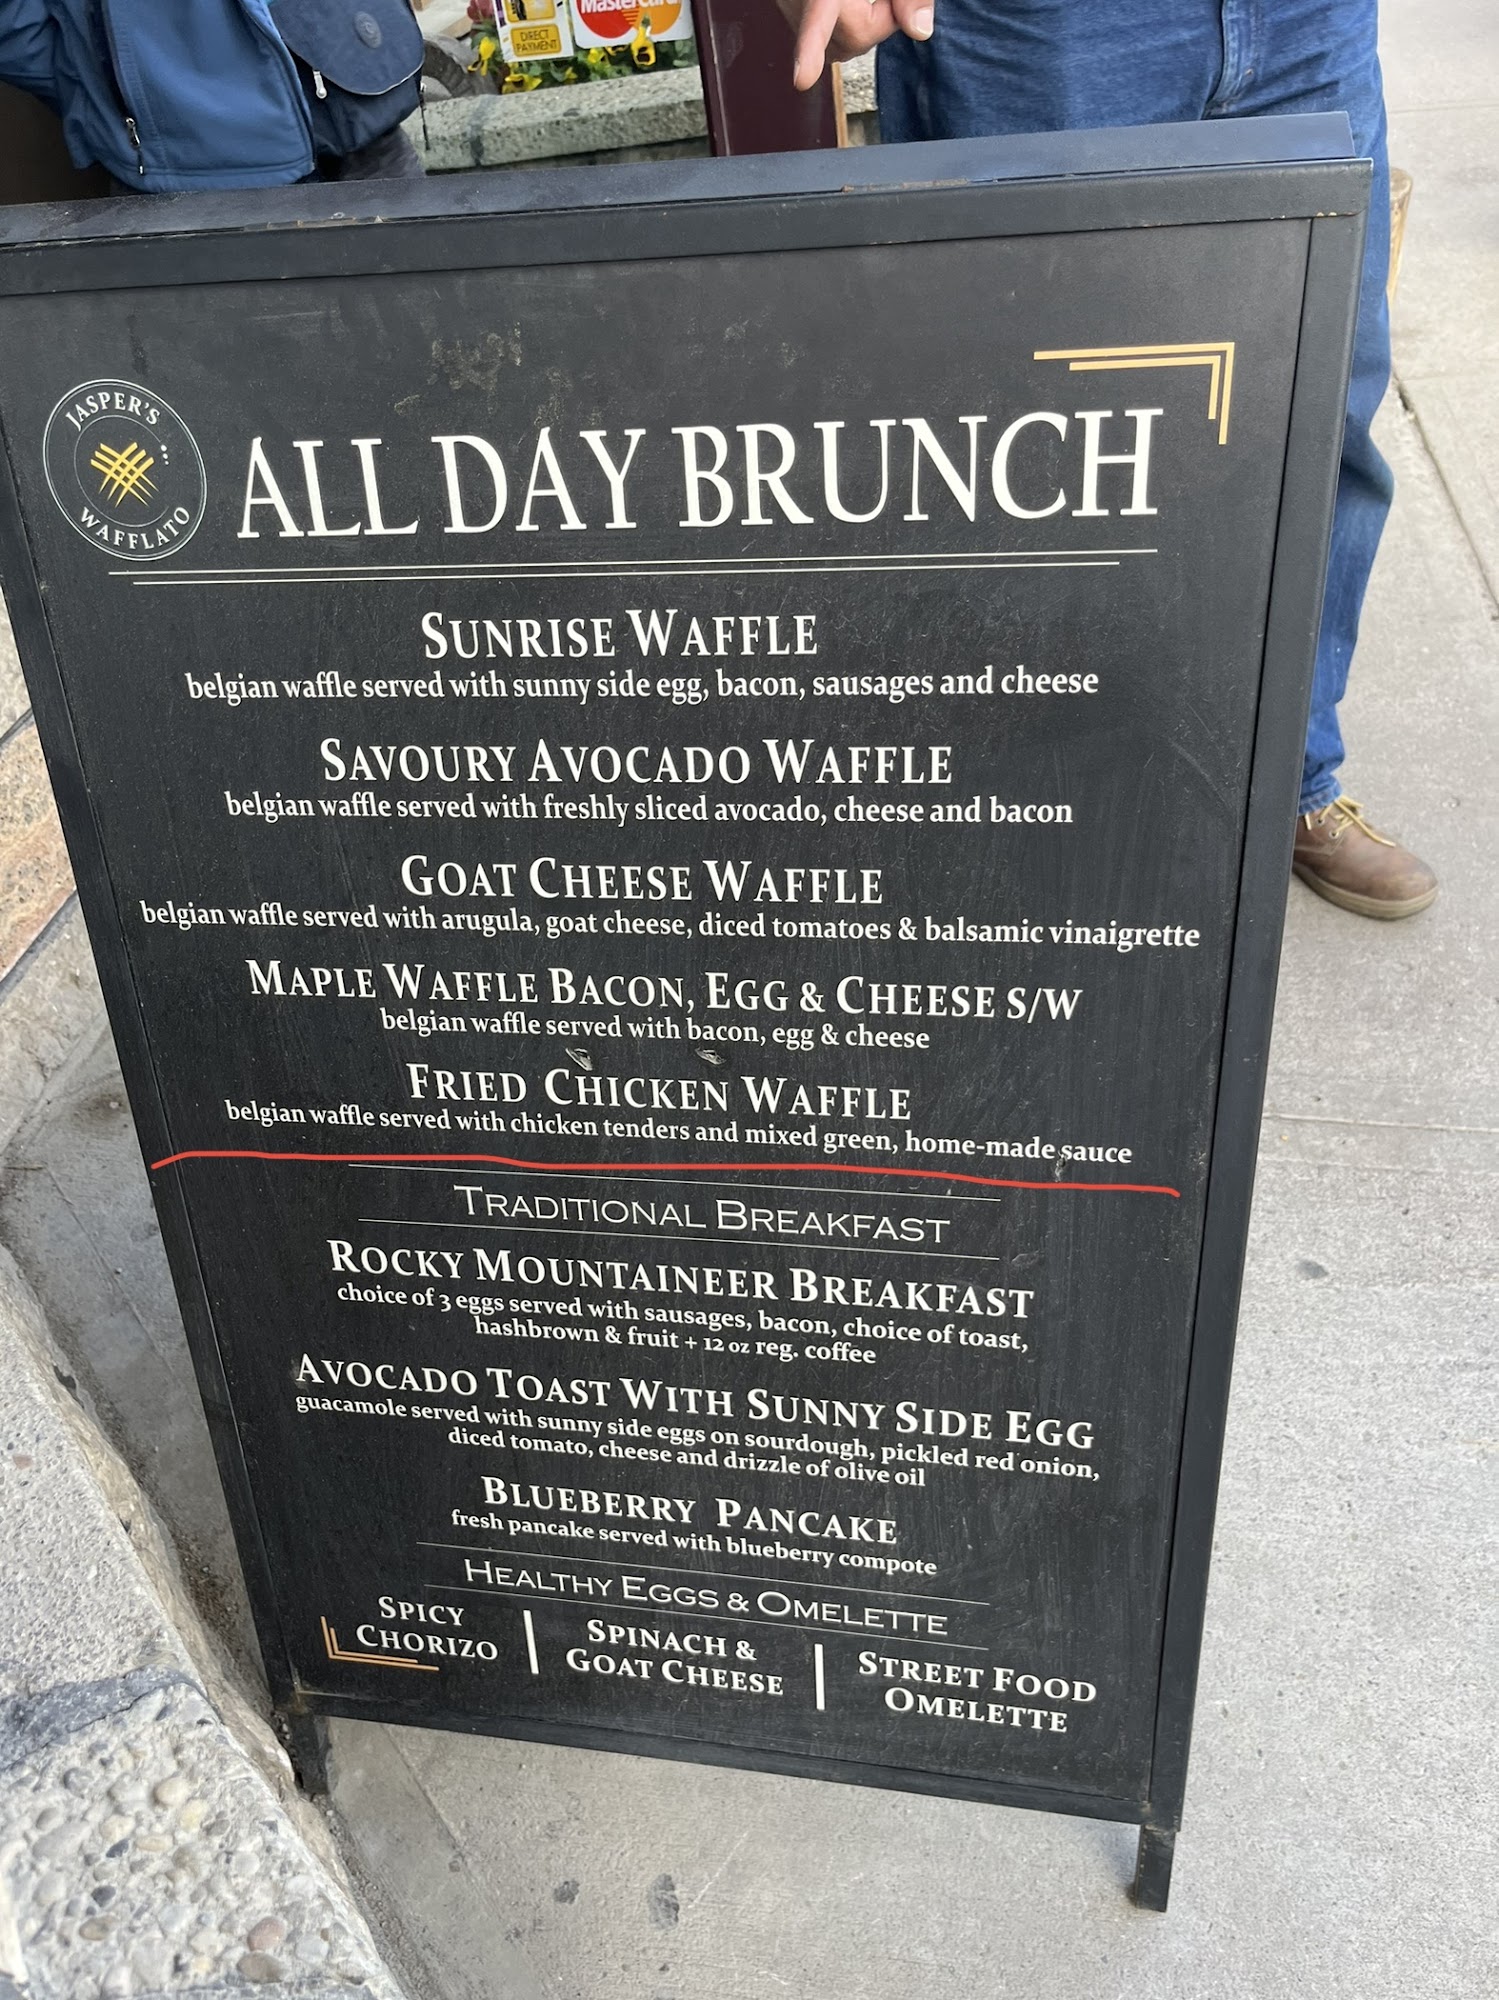 DIRECT
PAYMENT
MasterCard
JASPER'S
WAFFLATO
ALL DAY BRUNCH
SUNRISE WAFFLE
belgian waffle served with sunny side egg, bacon, sausages and cheese
SAVOURY AVOCADO WAFFLE
belgian waffle served with freshly sliced avocado, cheese and bacon
GOAT CHEESE WAFFLE
belgian waffle served with arugula, goat cheese, diced tomatoes & balsamic vinaigrette
MAPLE WAFFLE BACON, EGG & CHEESE S/W
belgian waffle served with bacon, egg & cheese
FRIED CHICKEN WAFFLE
belgian waffle served with chicken tenders and mixed green, home-made sauce
TRADITIONAL BREAKFAST
ROCKY MOUNTAINEER BREAKFAST
choice of 3 eggs served with sausages, bacon, choice of toast,
hashbrown & fruit + 12 oz reg. coffee
AVOCADO TOAST WITH SUNNY SIDE EGG
guacamole served with sunny side eggs on sourdough, pickled red onion,
diced tomato, cheese and drizzle of olive oil
BLUEBERRY PANCAKE
fresh pancake served with blueberry compote
HEALTHY EGGS & OMELETTE
SPICY
CHORIZO
SPINACH &
GOAT CHEESE
STREET FOOD
OMELETTE